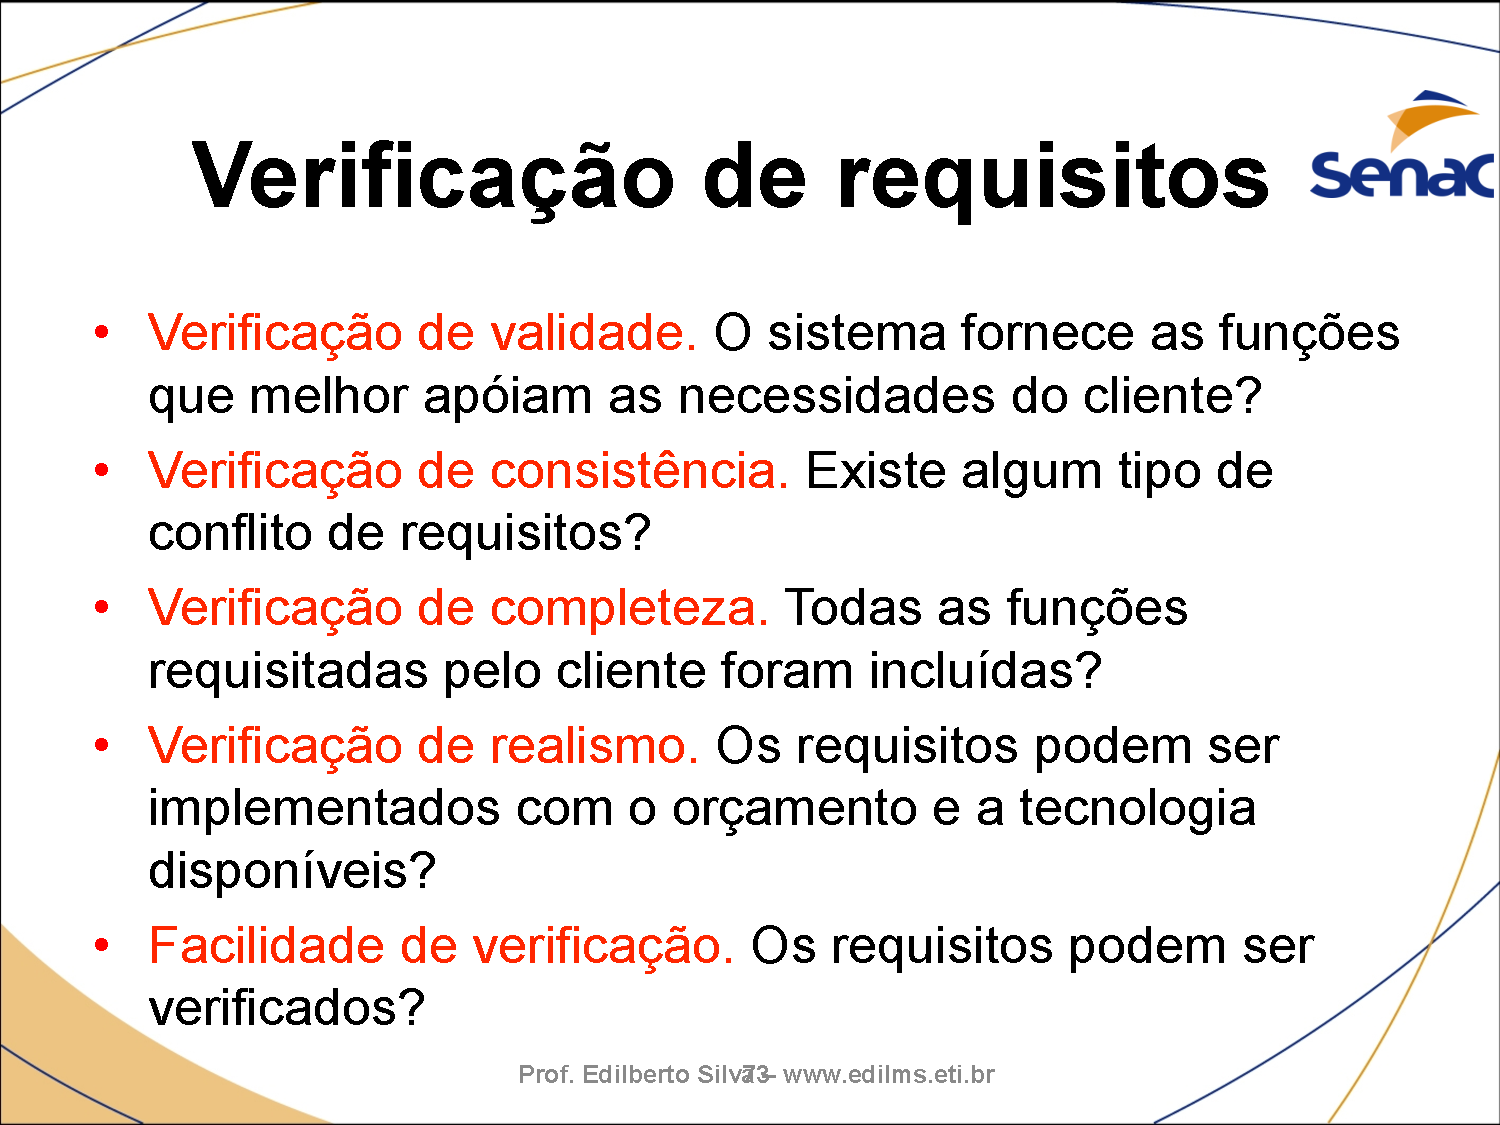 Verificação de requisitos
senac
• Verificação de validade. O sistema fornece as funções
que melhor apóiam as necessidades do cliente?
• Verificação de consistência. Existe algum tipo de
conflito de requisitos?
• Verificação de completeza. Todas as funções
requisitadas pelo cliente foram incluídas?
• Verificação de realismo. Os requisitos podem ser
implementados com o orçamento e a tecnologia
disponíveis?
• Facilidade de verificação. Os requisitos podem ser
verificados?
Prof. Edilberto Silva – www.edilms.eti.br
73